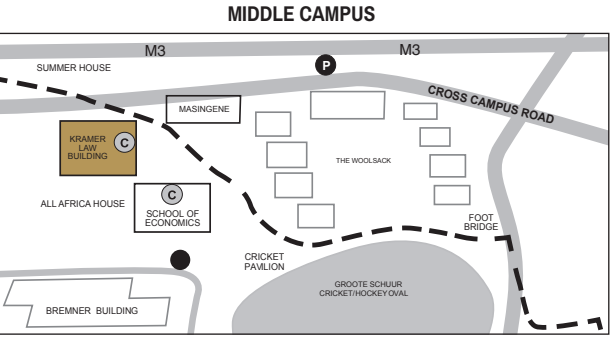 MIDDLE CAMPUS
M3
M3
SUMMER HOUSE
P
CROSS CAMPUS ROAD
MASINGENE
KRAMER
LAW
BUILDING
C
THE WOOLSACK
C
ALL AFRICA HOUSE
SCHOOL OF
ECONOMICS
FOOT
BRIDGE
CRICKET
PAVILION
GROOTE SCHUUR
CRICKET/HOCKEY OVAL
BREMNER BUILDING